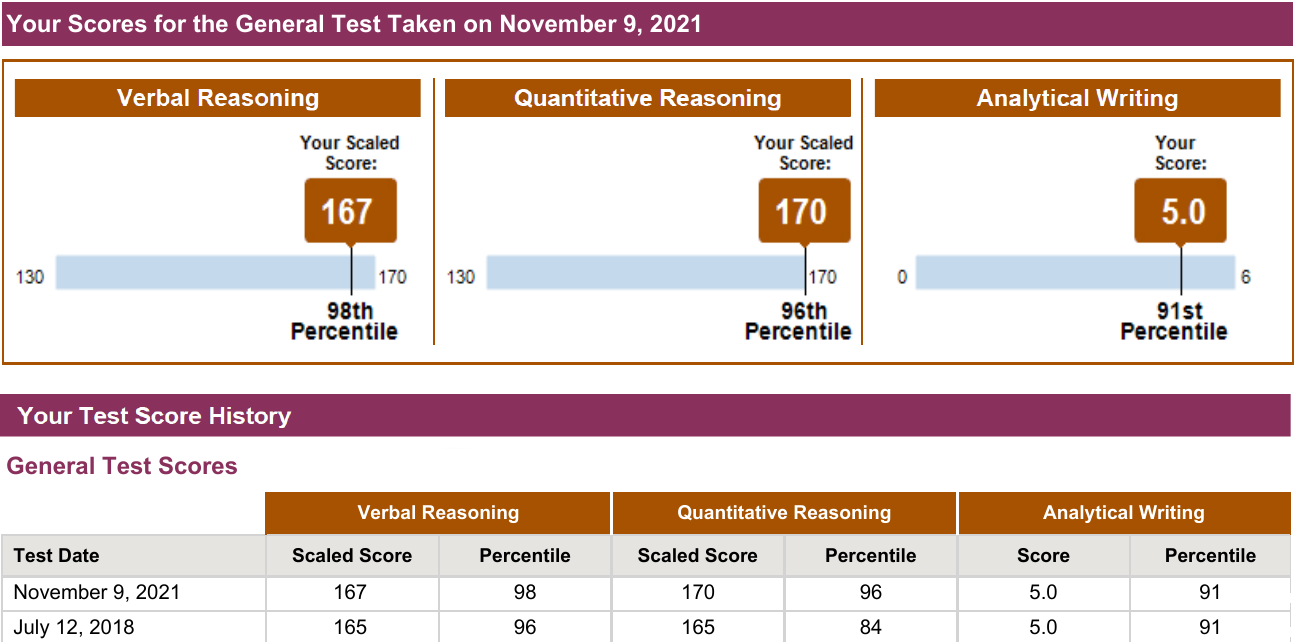 Your Scores for the General Test Taken on November 9, 2021
Verbal Reasoning
Your Scaled
Score:
167
130
170
98th
Percentile
Quantitative Reasoning
Your Scaled
Score:
170
130
170
96th
Percentile
Analytical Writing
Your
Score:
5.0
0
6
91st
Percentile
Your Test Score History
General Test Scores
Verbal Reasoning Quantitative Reasoning Analytical Writing
Test Date Scaled Score Percentile Scaled Score Percentile Score Percentile
November 9, 2021 167 98 170 96 5.0 91
July 12, 2018 165 96 165 84 5.0 91